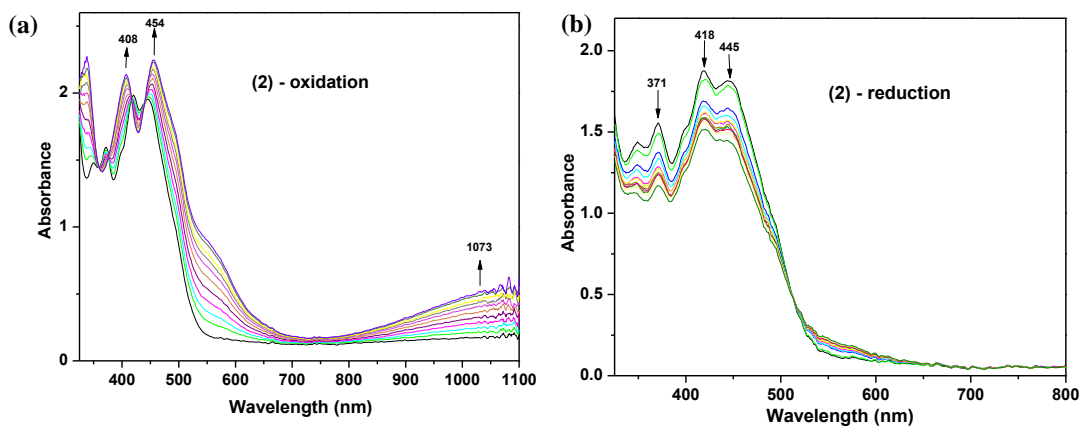 (a)
408
454
(2) - oxidation
1073
Absorbance
2
1
0
400 500 600 700 800 900 1000 1100
Wavelength (nm)
(b)
371
418
445
(2) - reduction
Absorbance
2.0
1.5
1.0
0.5
0.0
400 500 600 700 800
Wavelength (nm)